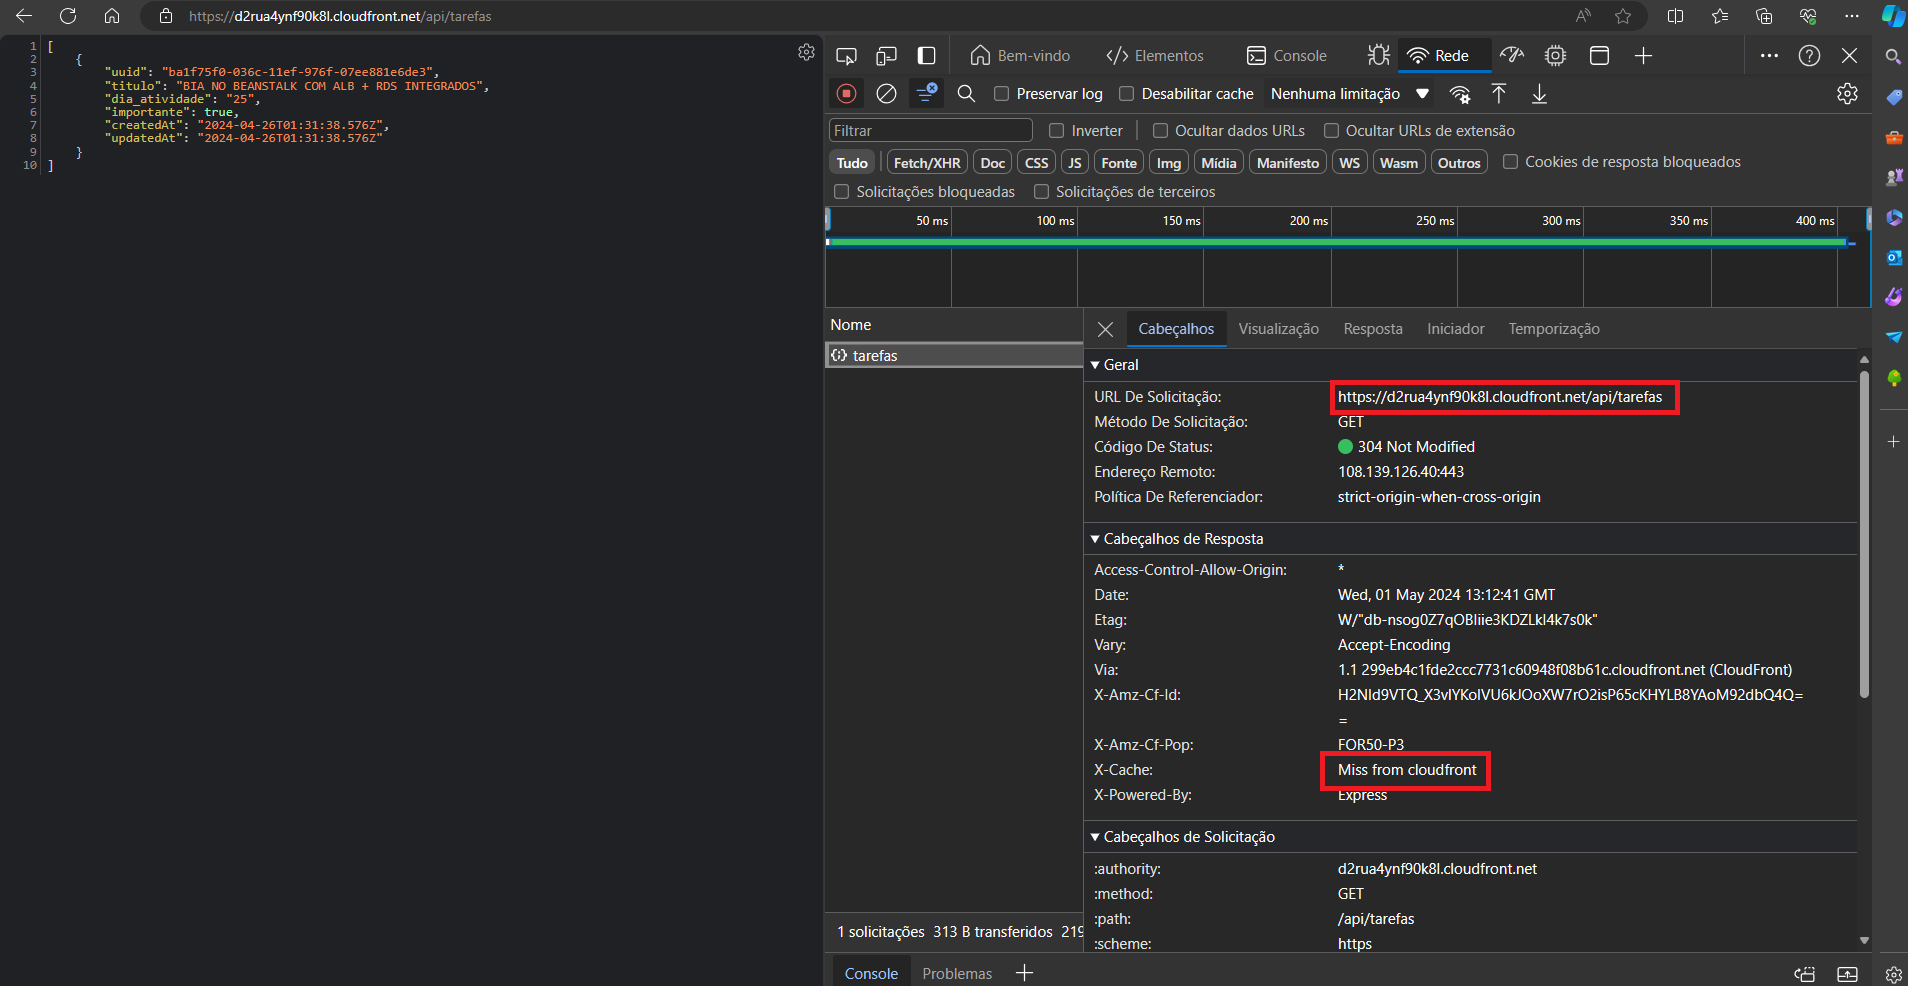 https://d2rua4ynf90k8l.cloudfront.net/api/tarefas
1 [
2 {
3 "uuid": "ba1f75f0-036c-11ef-976f-07ee881e6de3",
4 "titulo": "BIA NO BEANSTALK COM ALB + RDS INTEGRADOS",
5 "dia_atividade": "25",
6 "importante": true,
7 "createdAt": "2024-04-26T01:31:38.576Z",
8 "updatedAt": "2024-04-26T01:31:38.576Z"
9 }
10 ]
Bem-vindo Elementos Console Rede
Preservar log Desabilitar cache Nenhuma limitação
Filtrar Inverter Ocultar dados URLs Ocultar URLs de extensão
Tudo Fetch/XHR Doc CSS JS Fonte Img Mídia Manifesto WS Wasm Outros Cookies de resposta bloqueados
Solicitações bloqueadas Solicitações de terceiros
50 ms 100 ms 150 ms 200 ms 250 ms 300 ms 350 ms 400 ms
Nome
tarefas
Cabeçalhos Visualização Resposta Iniciador Temporização
Geral
URL De Solicitação: https://d2rua4ynf90k8l.cloudfront.net/api/tarefas
Método De Solicitação: GET
Código De Status: 304 Not Modified
Endereço Remoto: 108.139.126.40:443
Política De Referenciador: strict-origin-when-cross-origin
Cabeçalhos de Resposta
Access-Control-Allow-Origin: *
Date: Wed, 01 May 2024 13:12:41 GMT
Etag: W/"db-nsog0Z7qOBliie3KDZLkl4k7s0k"
Vary: Accept-Encoding
Via: 1.1 299eb4c1fde2ccc7731c60948f08b61c.cloudfront.net (CloudFront)
X-Amz-Cf-Id: H2NId9VTQ_X3vlYKolVU6kJOoXW7rO2isP65cKHYLB8YAoM92dbQ4Q=
=
X-Amz-Cf-Pop: FOR50-P3
X-Cache: Miss from cloudfront
X-Powered-By: Express
Cabeçalhos de Solicitação
:authority: d2rua4ynf90k8l.cloudfront.net
:method: GET
:path: /api/tarefas
:scheme: https
1 solicitações 313 B transferidos 219
Console Problemas